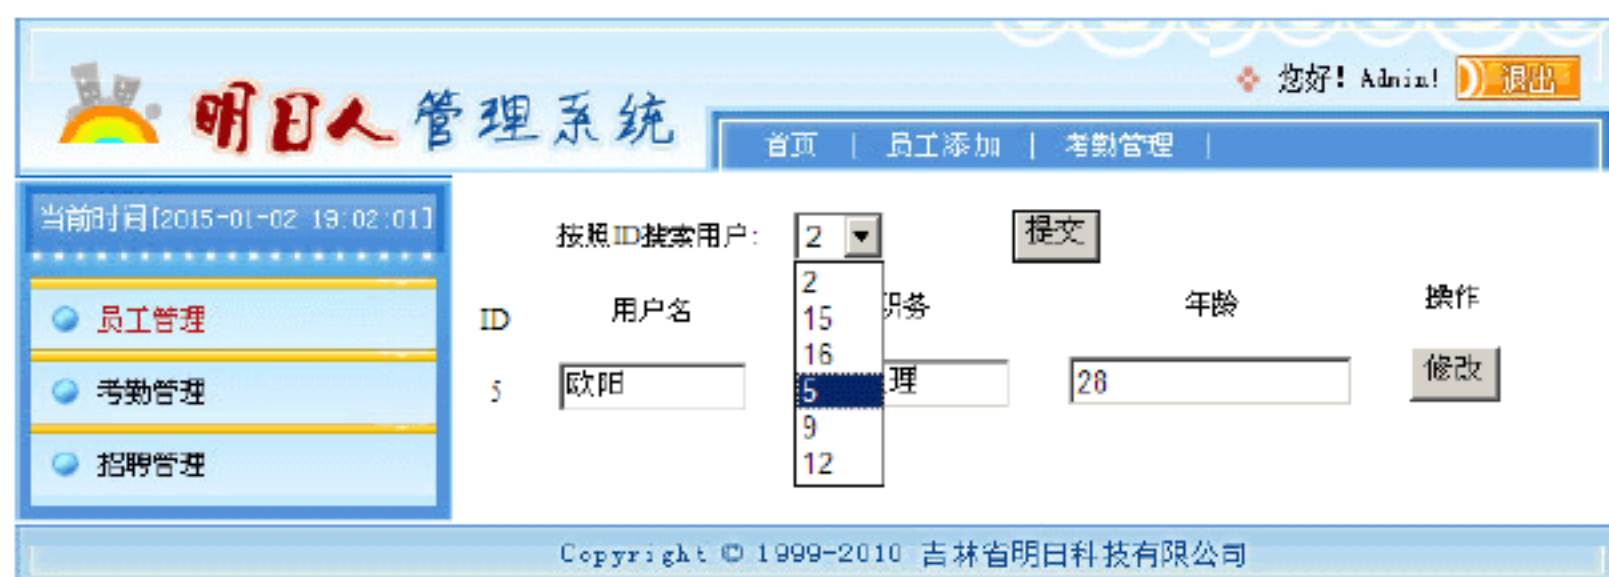 您好! Admin! 退出
明日人管理系统
首页 | 员工添加 | 考勤管理 |
当前时间[2015-01-02 19:02:01]
按照ID搜索用户: 2 提交
2
15
16
5
9
12
ID 用户名 职务 年龄 操作
5 欧阳 理 28 修改
员工管理
考勤管理
招聘管理
Copyright © 1999-2010 吉林省明日科技有限公司